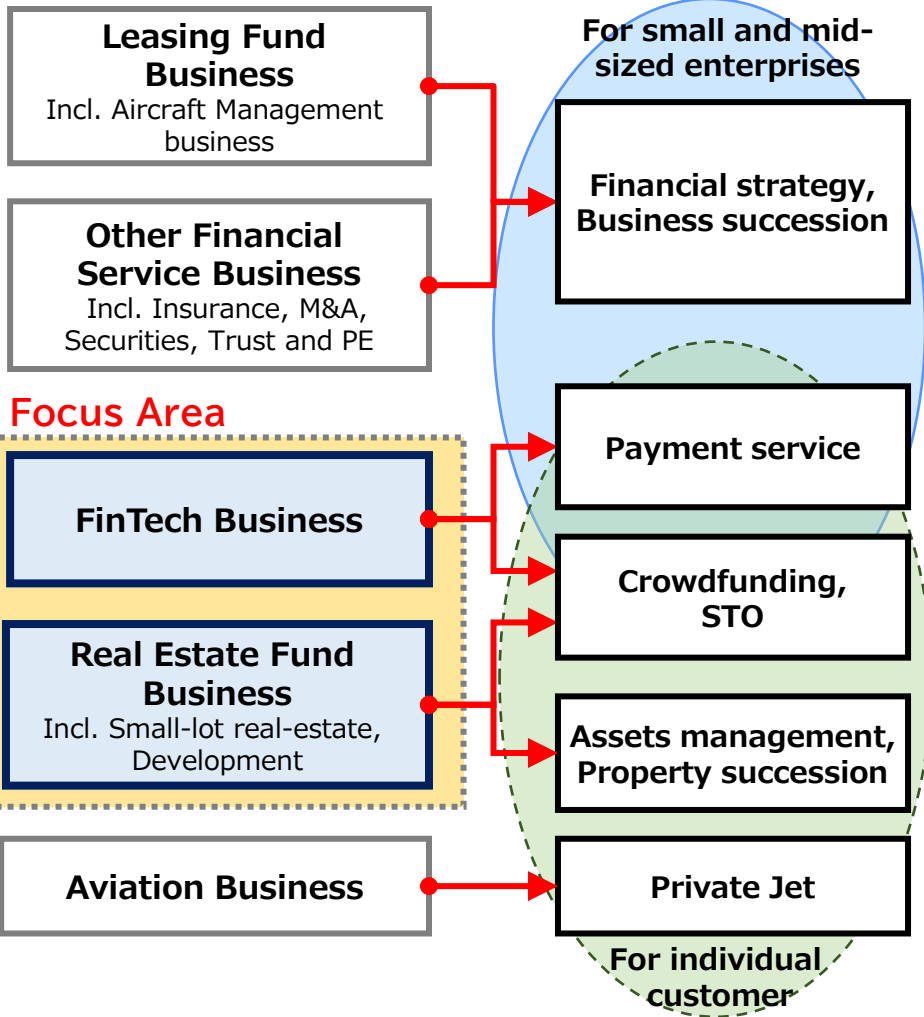 Leasing Fund
Business
Incl. Aircraft Management
business
Other Financial
Service Business
Incl. Insurance, M&A,
Securities, Trust and PE
Focus Area
FinTech Business
Real Estate Fund
Business
Incl. Small-lot real-estate,
Development
Aviation Business
For small and mid-
sized enterprises
Financial strategy,
Business succession
Payment service
Crowdfunding,
STO
Assets management,
Property succession
Private Jet
For individual
customer